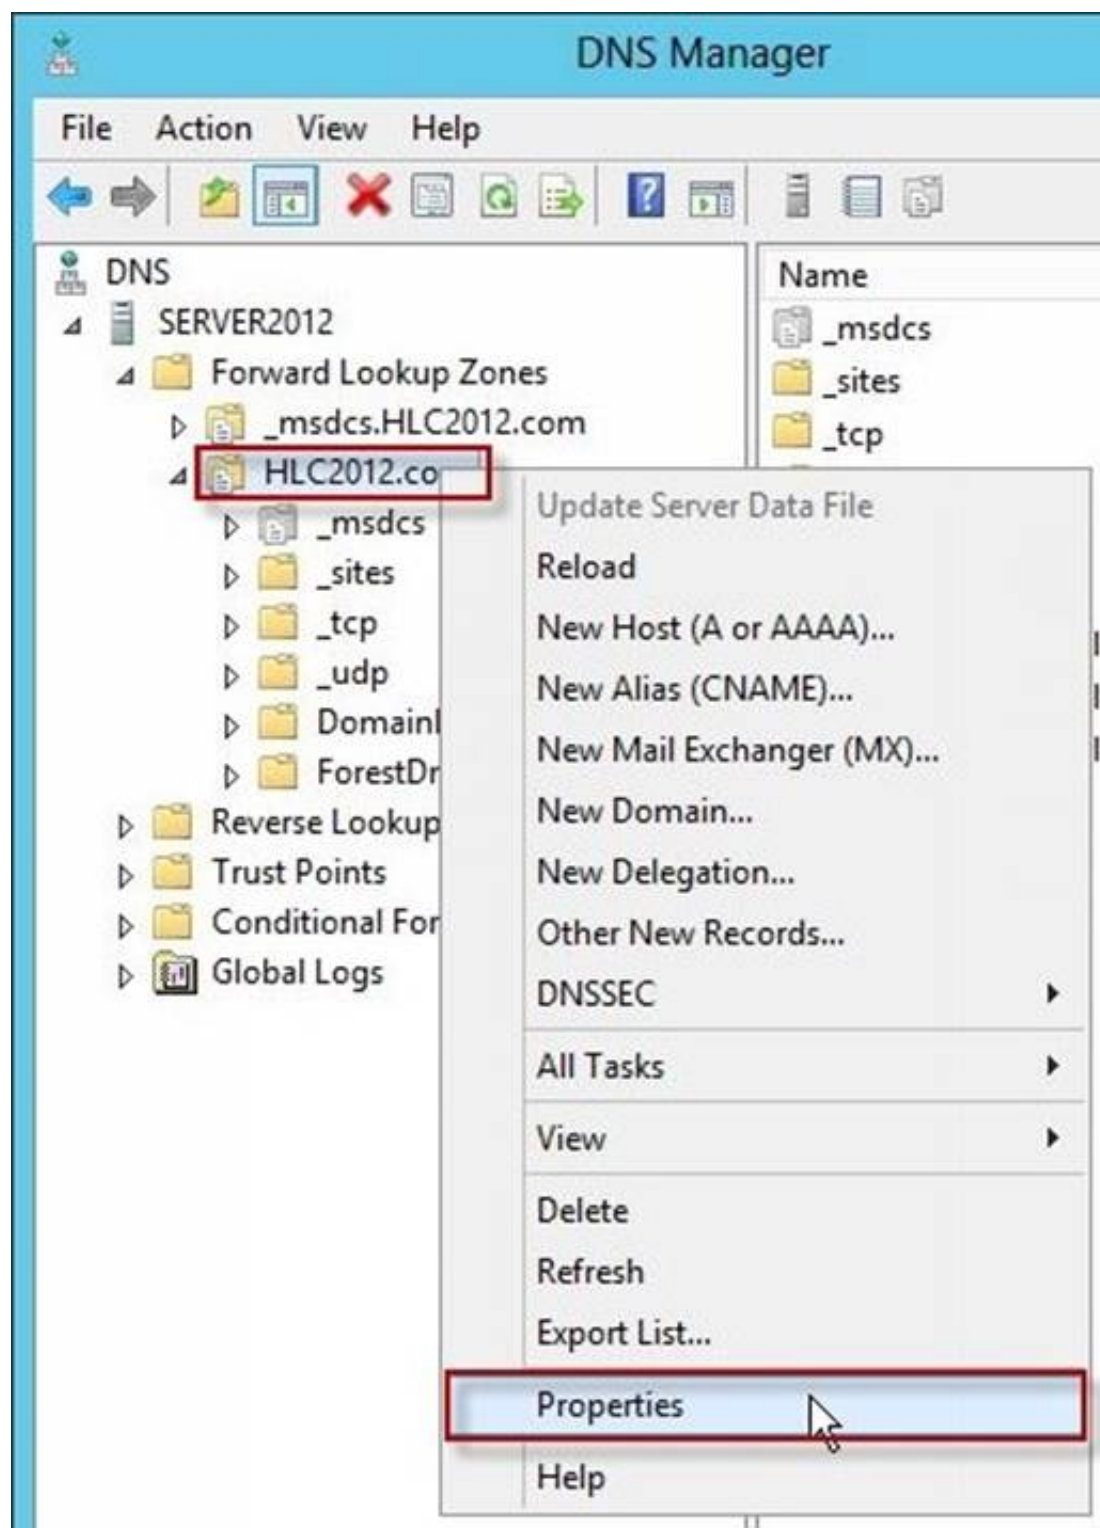 DNS Manager
File Action View Help
DNS
SERVER2012
Forward Lookup Zones
_msdcs.HLC2012.com
HLC2012.co
_msdcs
_sites
_tcp
_udp
DomainI
ForestDr
Reverse Lookup
Trust Points
Conditional For
Global Logs
Name
_msdcs
_sites
_tcp
Update Server Data File
Reload
New Host (A or AAAA)...
New Alias (CNAME)...
New Mail Exchanger (MX)...
New Domain...
New Delegation...
Other New Records...
DNSSEC
All Tasks
View
Delete
Refresh
Export List...
Properties
Help